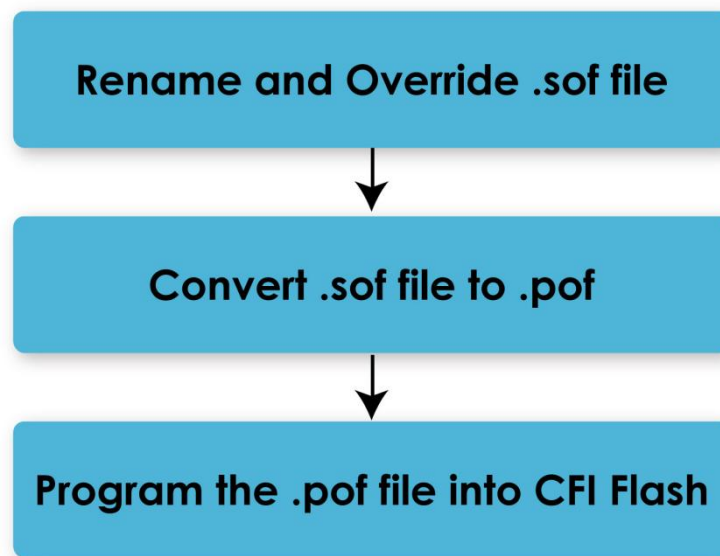 Rename and Override .sof file
Convert .sof file to .pof
Program the .pof file into CFI Flash